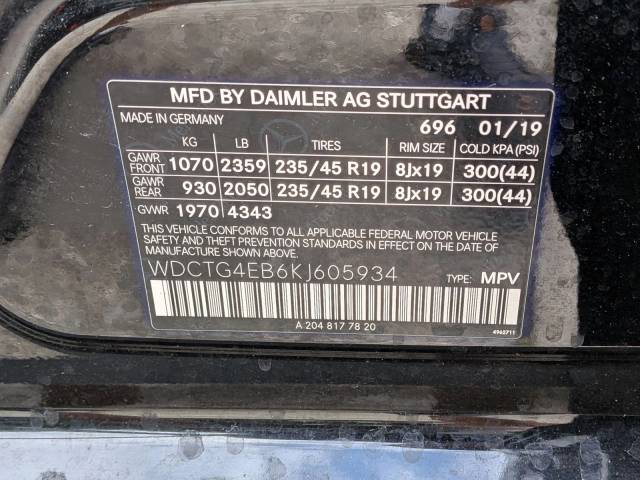 MFD BY DAIMLER AG STUTTGART
MADE IN GERMANY 696 01/19
KG LB TIRES RIM SIZE COLD KPA (PSI)
GAWR FRONT 1070 2359 235/45 R19 8Jx19 300(44)
GAWR REAR 930 2050 235/45 R19 8Jx19 300(44)
GVWR 1970 4343
THIS VEHICLE CONFORMS TO ALL APPLICABLE FEDERAL MOTOR VEHICLE
SAFETY AND THEFT PREVENTION STANDARDS IN EFFECT ON THE DATE OF
MANUFACTURE SHOWN ABOVE.
WDCTG4EB6KJ605934 TYPE: MPV
A 204 817 78 20 4962711